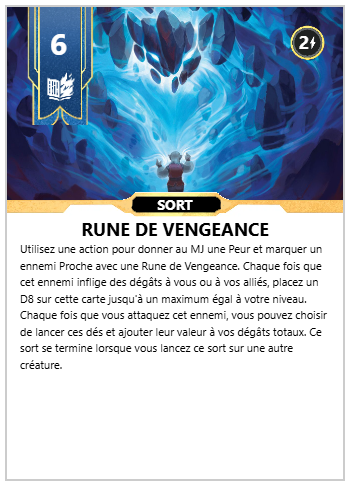 6
2
SORT
RUNE DE VENGEANCE
Utilisez une action pour donner au MJ une Peur et marquer un
ennemi Proche avec une Rune de Vengeance. Chaque fois que
cet ennemi inflige des dégâts à vous ou à vos alliés, placez un
D8 sur cette carte jusqu'à un maximum égal à votre niveau.
Chaque fois que vous attaquez cet ennemi, vous pouvez choisir
de lancer ces dés et ajouter leur valeur à vos dégâts totaux. Ce
sort se termine lorsque vous lancez ce sort sur une autre
créature.